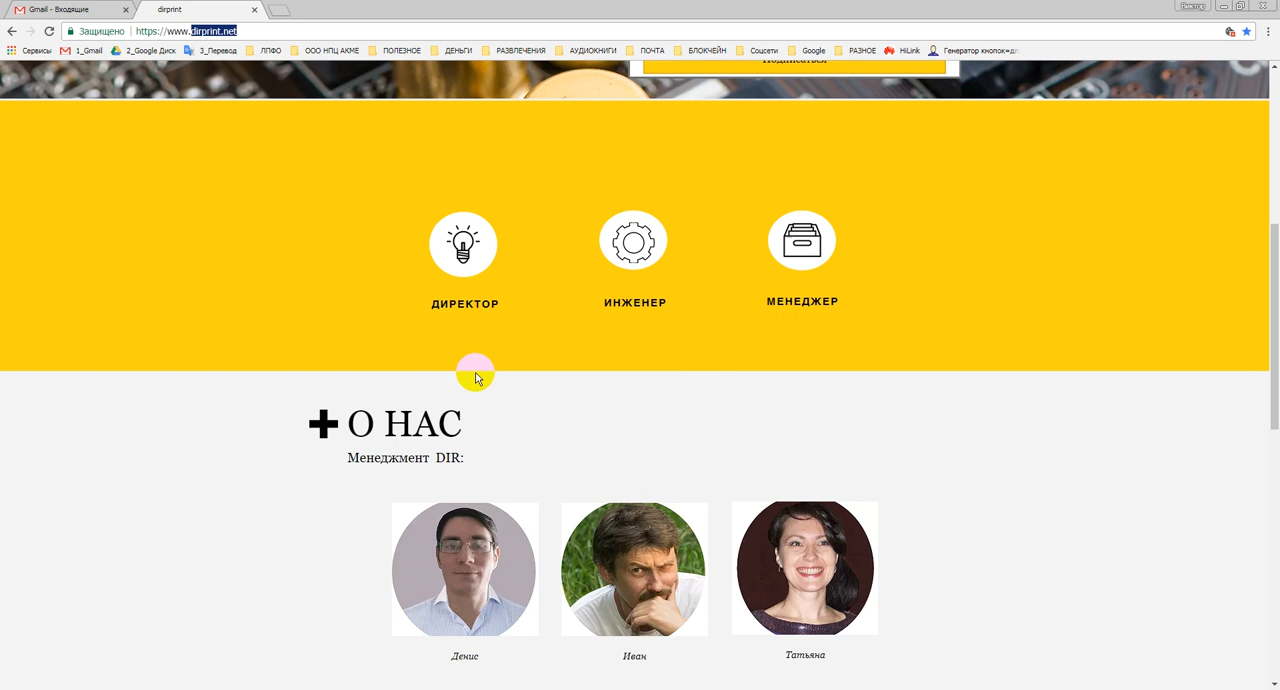 Gmail - Входящие
dirprint
Виктор
Защищено
https://www.dirprint.net
Сервисы
1_Gmail
2_Google Диск
3_Перевод
ЛПФО
ООО НПЦ АКМЕ
ПОЛЕЗНОЕ
ДЕНЬГИ
РАЗВЛЕЧЕНИЯ
АУДИОКНИГИ
ПОЧТА
БЛОКЧЕЙН
Соцсети
Google
РАЗНОЕ
HiLink
Генератор кнопок
Подписаться
ДИРЕКТОР
ИНЖЕНЕР
МЕНЕДЖЕР
О НАС
Менеджмент DIR:
Денис
Иван
Татьяна